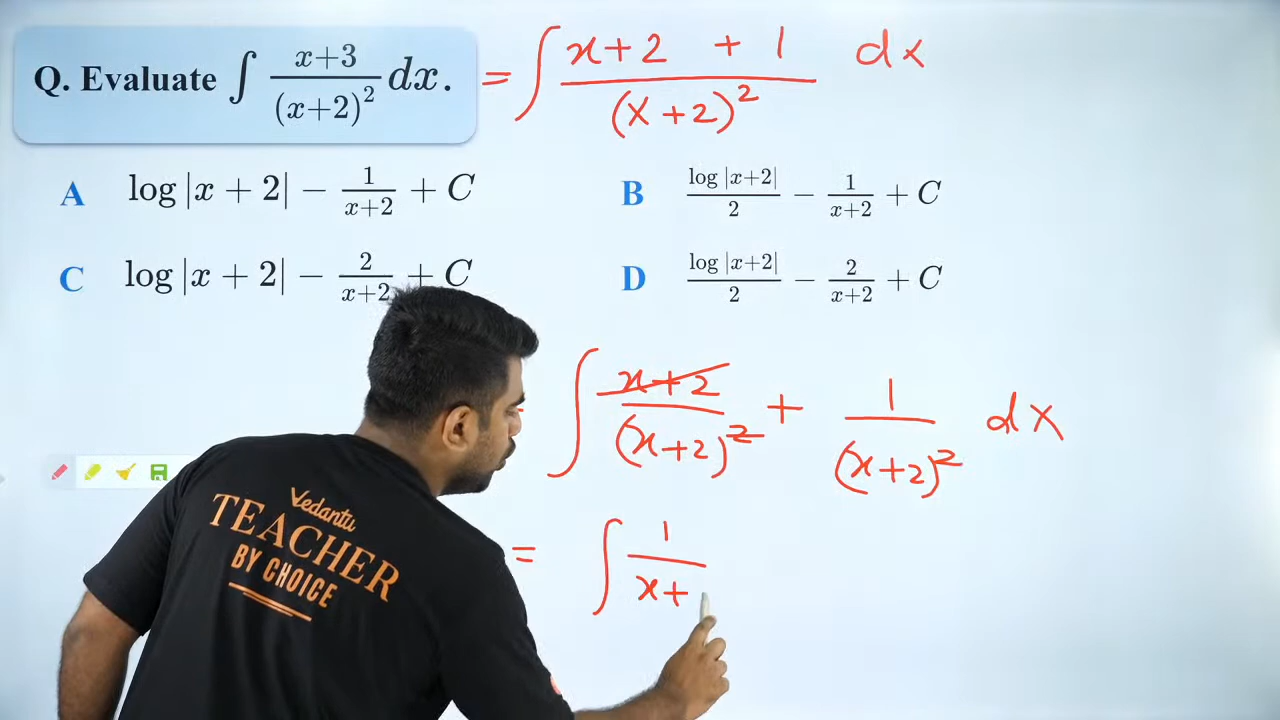 Q. Evaluate ∫ x+3 / (x+2)² dx. = ∫ x+2 + 1 / (x+2)² dx
A log|x + 2| − 1/(x+2) + C
B log|x+2|/2 − 1/(x+2) + C
C log|x + 2| − 2/(x+2) + C
D log|x+2|/2 − 2/(x+2) + C
∫ x+2 / (x+2)² + 1 / (x+2)² dx
= ∫ 1 / x+
Vedantu
TEACHER
BY CHOICE